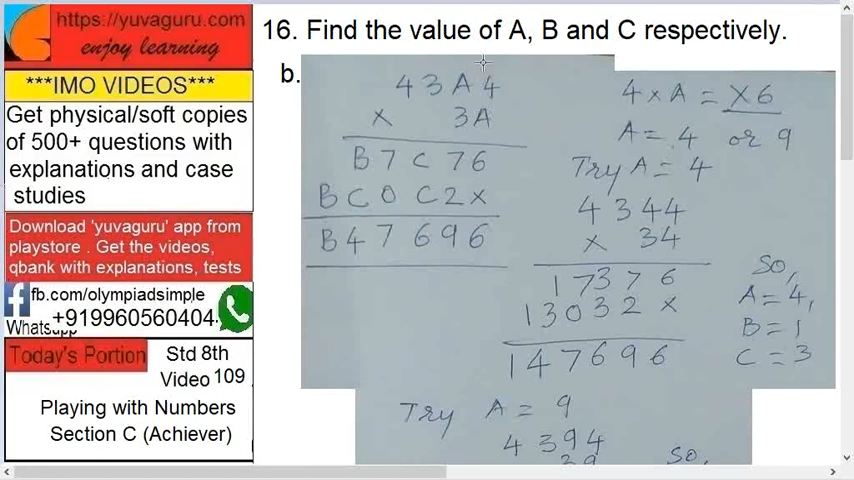 https://yuvaguru.com
enjoy learning
***IMO VIDEOS***
Get physical/soft copies
of 500+ questions with
explanations and case
studies
Download 'yuvaguru' app from
playstore . Get the videos,
qbank with explanations, tests
fb.com/olympiadsimple
Whatsapp
+919960560404
Today's Portion
Std 8th
Video 109
Playing with Numbers
Section C (Achiever)
16. Find the value of A, B and C respectively.
b.
4 3 A 4
× 3A
B 7 C 7 6
B C 0 C 2 ×
B 4 7 6 9 6
4 × A = X 6
A = 4 or 9
Try A = 4
4 3 4 4
× 3 4
1 7 3 7 6
1 3 0 3 2 ×
1 4 7 6 9 6
So,
A = 4,
B = 1
C = 3
Try A = 9
4 3 9 4
39
So,